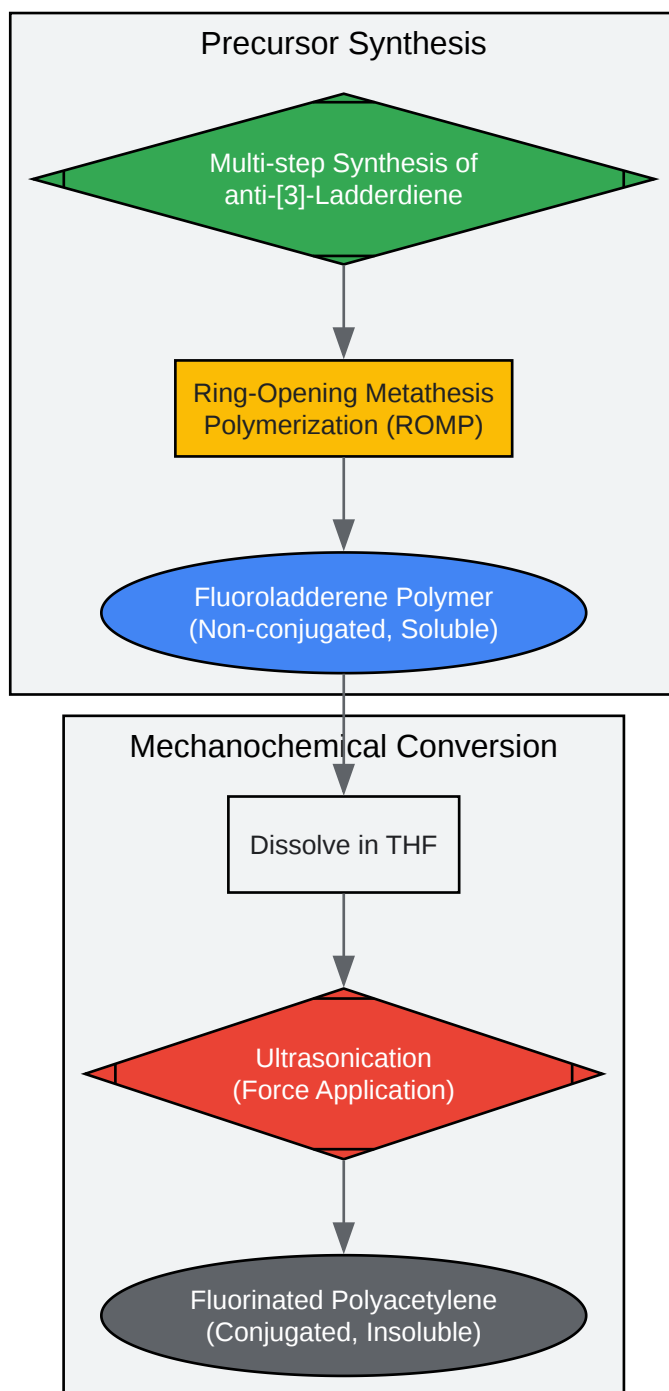 Precursor Synthesis
Multi-step Synthesis of
anti-[3]-Ladderdiene
Ring-Opening Metathesis
Polymerization (ROMP)
Fluoroladderene Polymer
(Non-conjugated, Soluble)
Mechanochemical Conversion
Dissolve in THF
Ultrasonication
(Force Application)
Fluorinated Polyacetylene
(Conjugated, Insoluble)